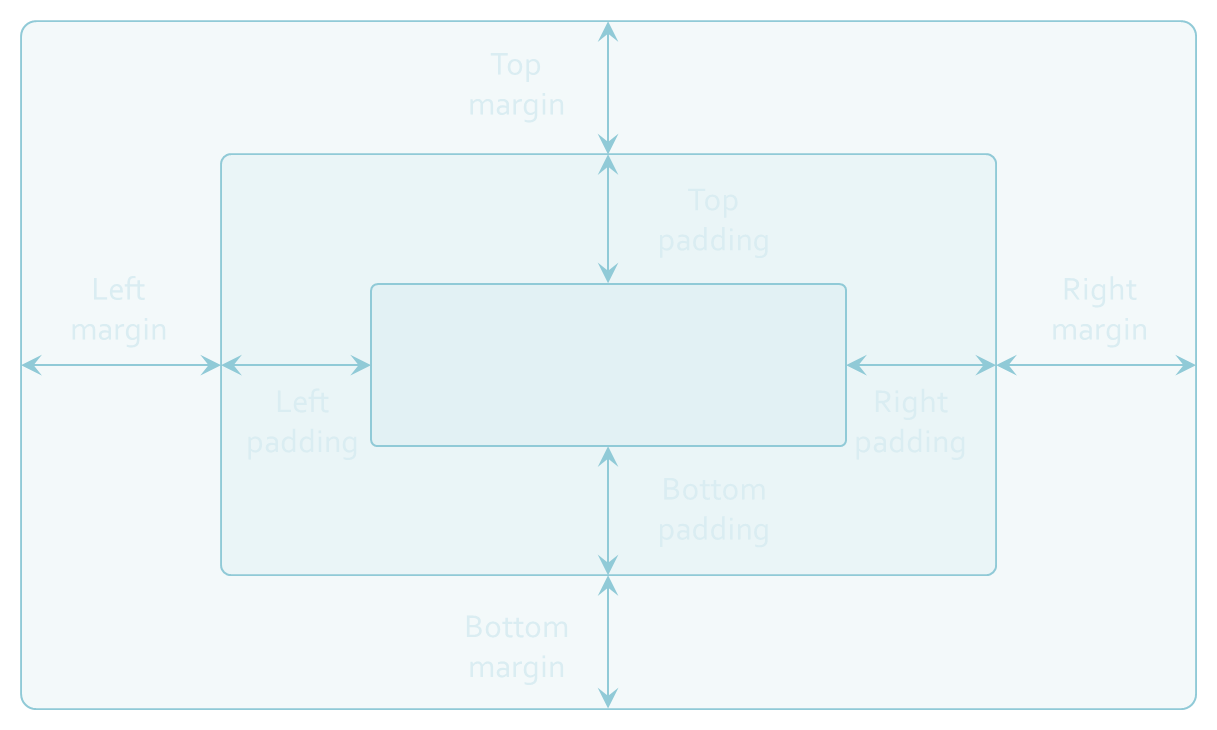 Top
margin
Top
padding
Left
margin
Right
margin
Left
padding
Right
padding
Bottom
padding
Bottom
margin